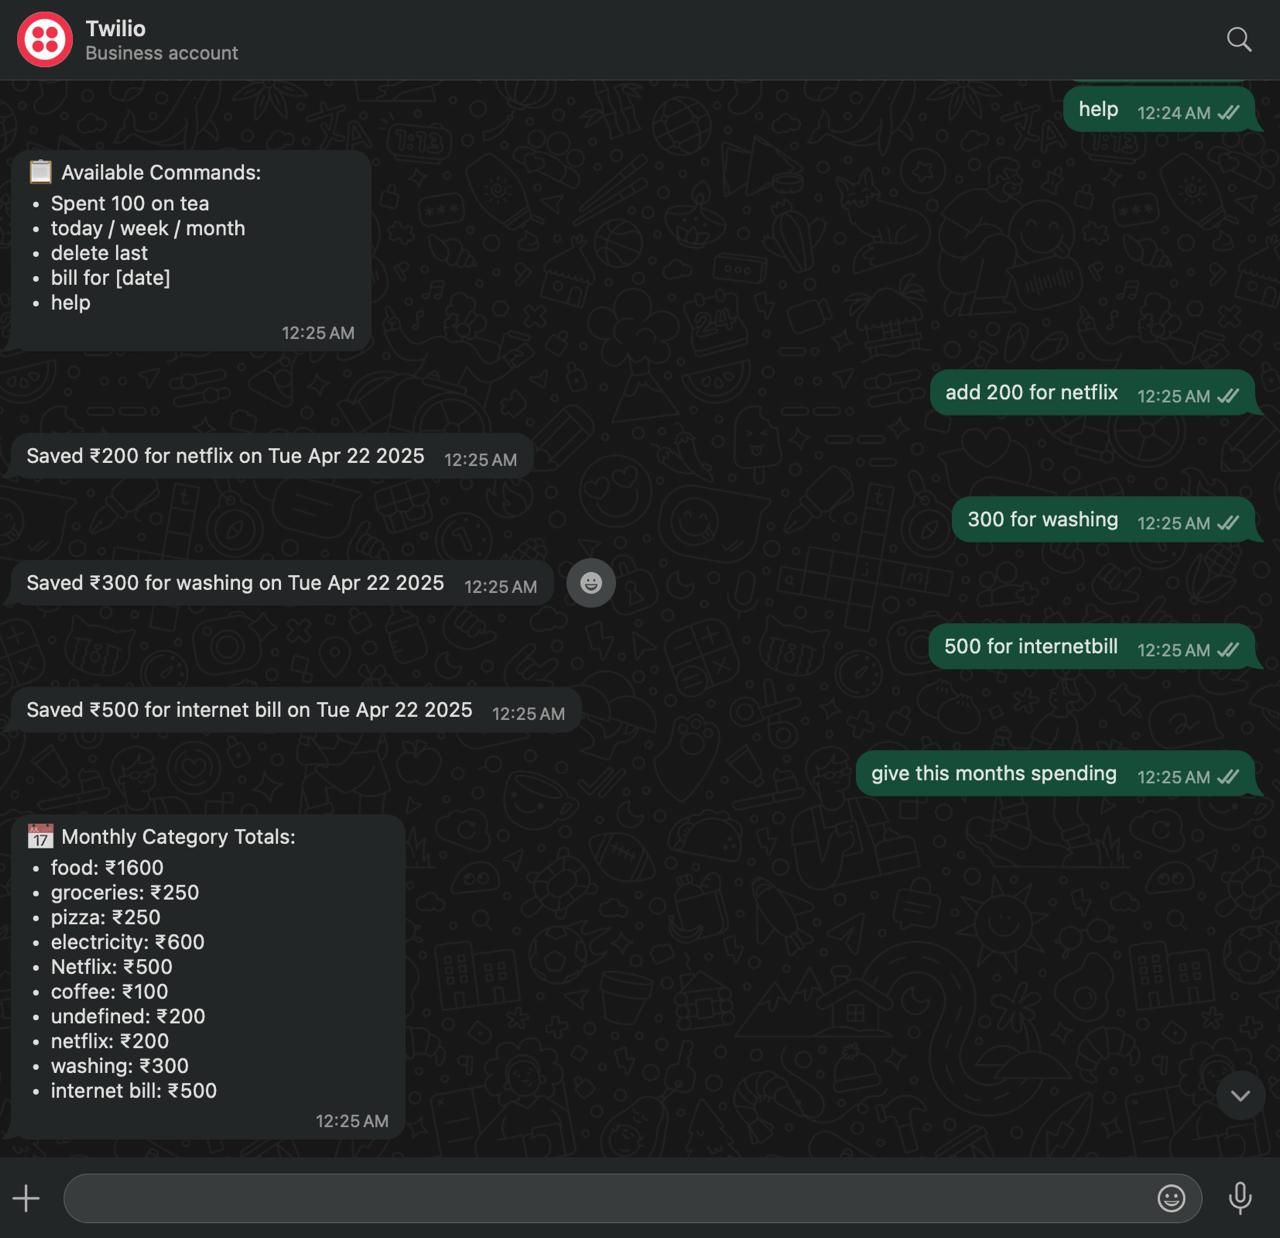 Twilio
Business account
help 12:24 AM
Available Commands:
• Spent 100 on tea
• today / week / month
• delete last
• bill for [date]
• help
12:25 AM
add 200 for netflix 12:25 AM
Saved ₹200 for netflix on Tue Apr 22 2025 12:25 AM
300 for washing 12:25 AM
Saved ₹300 for washing on Tue Apr 22 2025 12:25 AM
500 for internetbill 12:25 AM
Saved ₹500 for internet bill on Tue Apr 22 2025 12:25 AM
give this months spending 12:25 AM
17 Monthly Category Totals:
• food: ₹1600
• groceries: ₹250
• pizza: ₹250
• electricity: ₹600
• Netflix: ₹500
• coffee: ₹100
• undefined: ₹200
• netflix: ₹200
• washing: ₹300
• internet bill: ₹500
12:25 AM